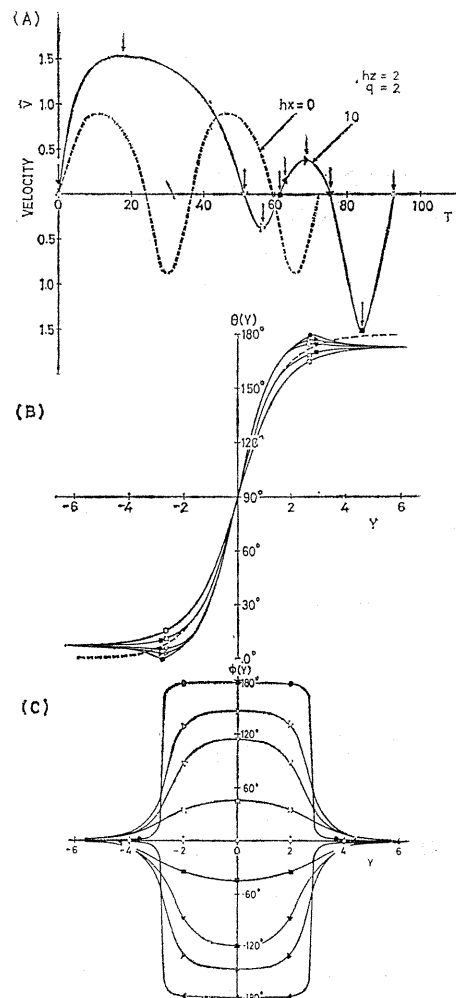 (A)
1.5
1.0
0.5
0
0.5
1.0
1.5
VELOCITY V
hx=0
10
hz = 2
q = 2
20 40 60 80 100 T
(B)
θ(Y)
180°
150°
120°
90°
60°
30°
0°
-6 -4 -2 2 4 6
Y
(C)
ϕ(Y)
180°
120°
60°
-60°
-120°
-180°
-6 -4 -2 0 2 4 6
Y